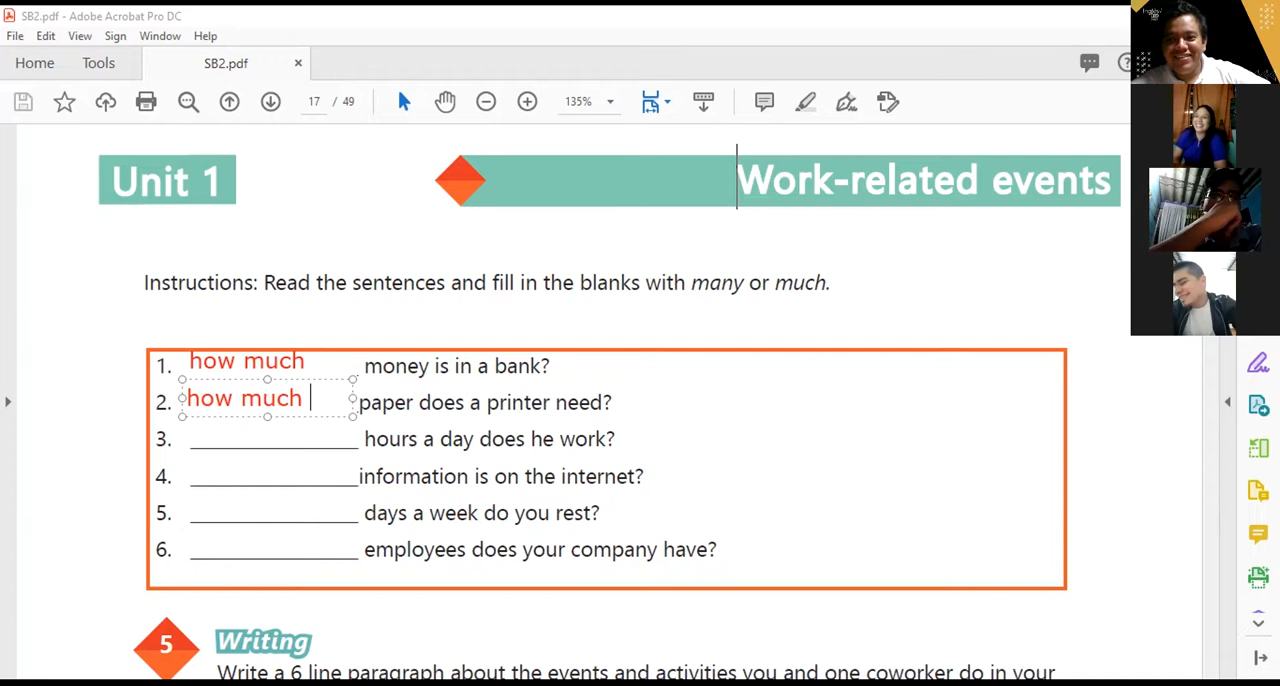 SB2.pdf - Adobe Acrobat Pro DC
File Edit View Sign Window Help
Home Tools SB2.pdf ×
17 / 49 135%
Unit 1 Work-related events
Instructions: Read the sentences and fill in the blanks with many or much.
1. how much money is in a bank?
2. how much paper does a printer need?
3. ________________ hours a day does he work?
4. ________________information is on the internet?
5. ________________ days a week do you rest?
6. ________________ employees does your company have?
5 Writing
Write a 6 line paragraph about the events and activities you and one coworker do in your